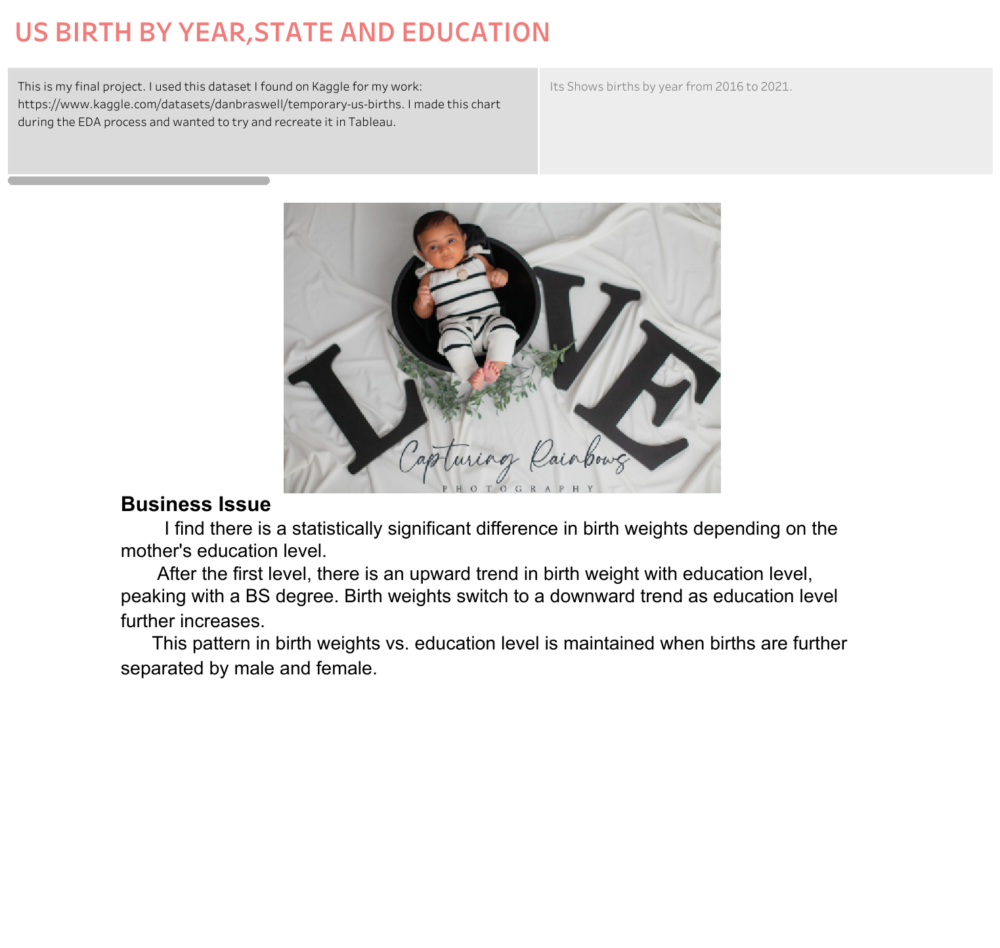 US BIRTH BY YEAR,STATE AND EDUCATION
This is my final project. I used this dataset I found on Kaggle for my work:
https://www.kaggle.com/datasets/danbraswell/temporary-us-births. I made this chart
during the EDA process and wanted to try and recreate it in Tableau.
Its Shows births by year from 2016 to 2021.
L VE
Capturing Rainbows
PHOTOGRAPHY
Business Issue
I find there is a statistically significant difference in birth weights depending on the
mother's education level.
After the first level, there is an upward trend in birth weight with education level,
peaking with a BS degree. Birth weights switch to a downward trend as education level
further increases.
This pattern in birth weights vs. education level is maintained when births are further
separated by male and female.